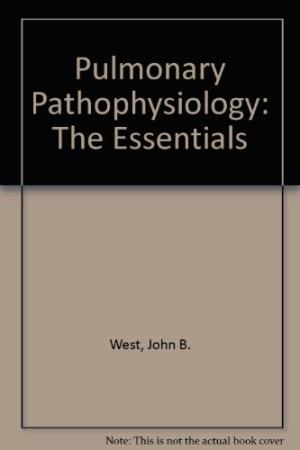 Pulmonary
Pathophysiology:
The Essentials
West, John B.
Note: This is not the actual book cover